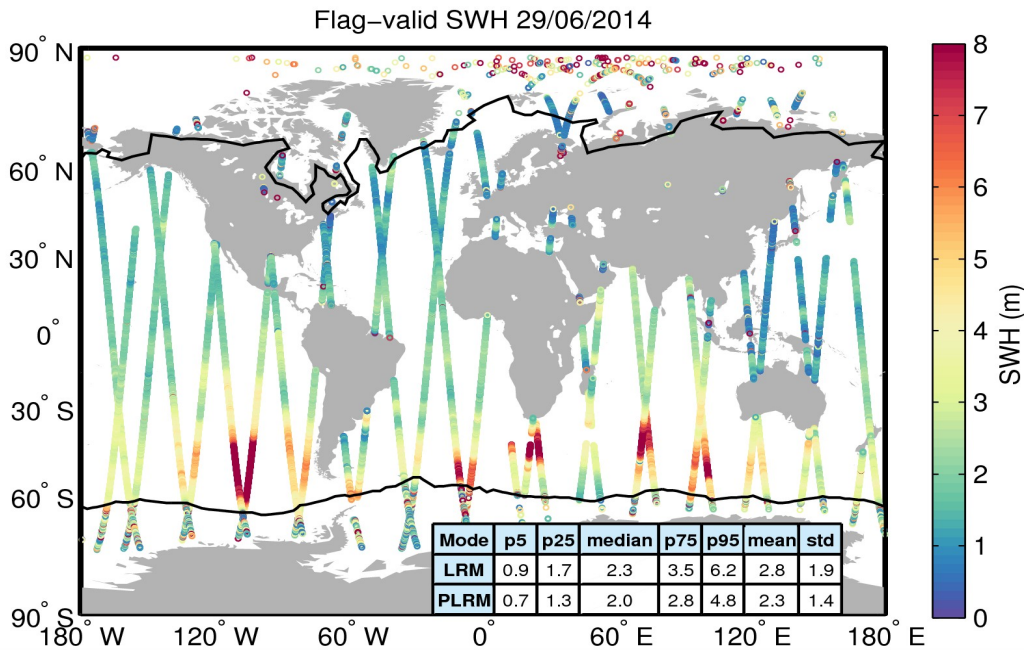 Flag−valid SWH 29/06/2014
90° N
60° N
30° N
0°
30° S
60° S
90° S
180° W 120° W 60° W 0° 60° E 120° E 180° E
Mode p5 p25 median p75 p95 mean std
LRM 0.9 1.7 2.3 3.5 6.2 2.8 1.9
PLRM 0.7 1.3 2.0 2.8 4.8 2.3 1.4
8
7
6
5
4
3
2
1
0
SWH (m)